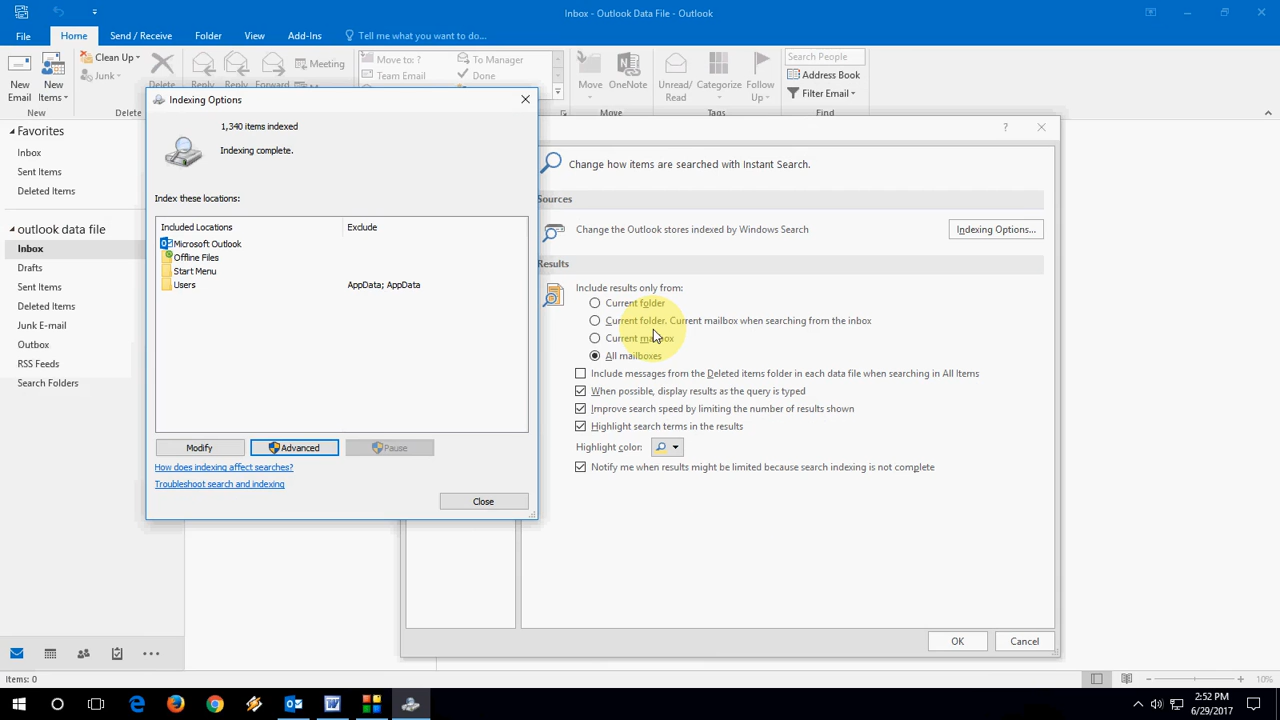 Inbox - Outlook Data File - Outlook
File Home Send / Receive Folder View Add-Ins Tell me what you want to do...
New Email
New Items
Clean Up
Junk
Delete
Reply
Reply
Forward
Meeting
Move to: ?
Team Email
To Manager
Done
Move
OneNote
Unread/ Read
Categorize
Follow Up
Search People
Address Book
Filter Email
New Delete Move Tags Find
Favorites
Inbox
Sent Items
Deleted Items
outlook data file
Inbox
Drafts
Sent Items
Deleted Items
Junk E-mail
Outbox
RSS Feeds
Search Folders
Indexing Options
1,340 items indexed
Indexing complete.
Index these locations:
Included Locations Exclude
Microsoft Outlook
Offline Files
Start Menu
Users AppData; AppData
Modify Advanced Pause
How does indexing affect searches?
Troubleshoot search and indexing
Close
?
Change how items are searched with Instant Search.
Sources
Change the Outlook stores indexed by Windows Search Indexing Options...
Results
Include results only from:
Current folder
Current folder. Current mailbox when searching from the inbox
Current mailbox
All mailboxes
Include messages from the Deleted items folder in each data file when searching in All Items
When possible, display results as the query is typed
Improve search speed by limiting the number of results shown
Highlight search terms in the results
Highlight color:
Notify me when results might be limited because search indexing is not complete
OK Cancel
Items: 0 10%
2:52 PM
6/29/2017